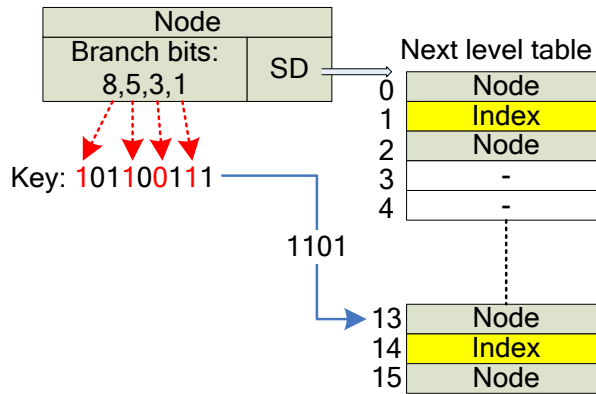 Node
Branch bits:
8,5,3,1
SD
Next level table
0 Node
1 Index
2 Node
3 -
4 -
Key: 101100111
1101
13 Node
14 Index
15 Node